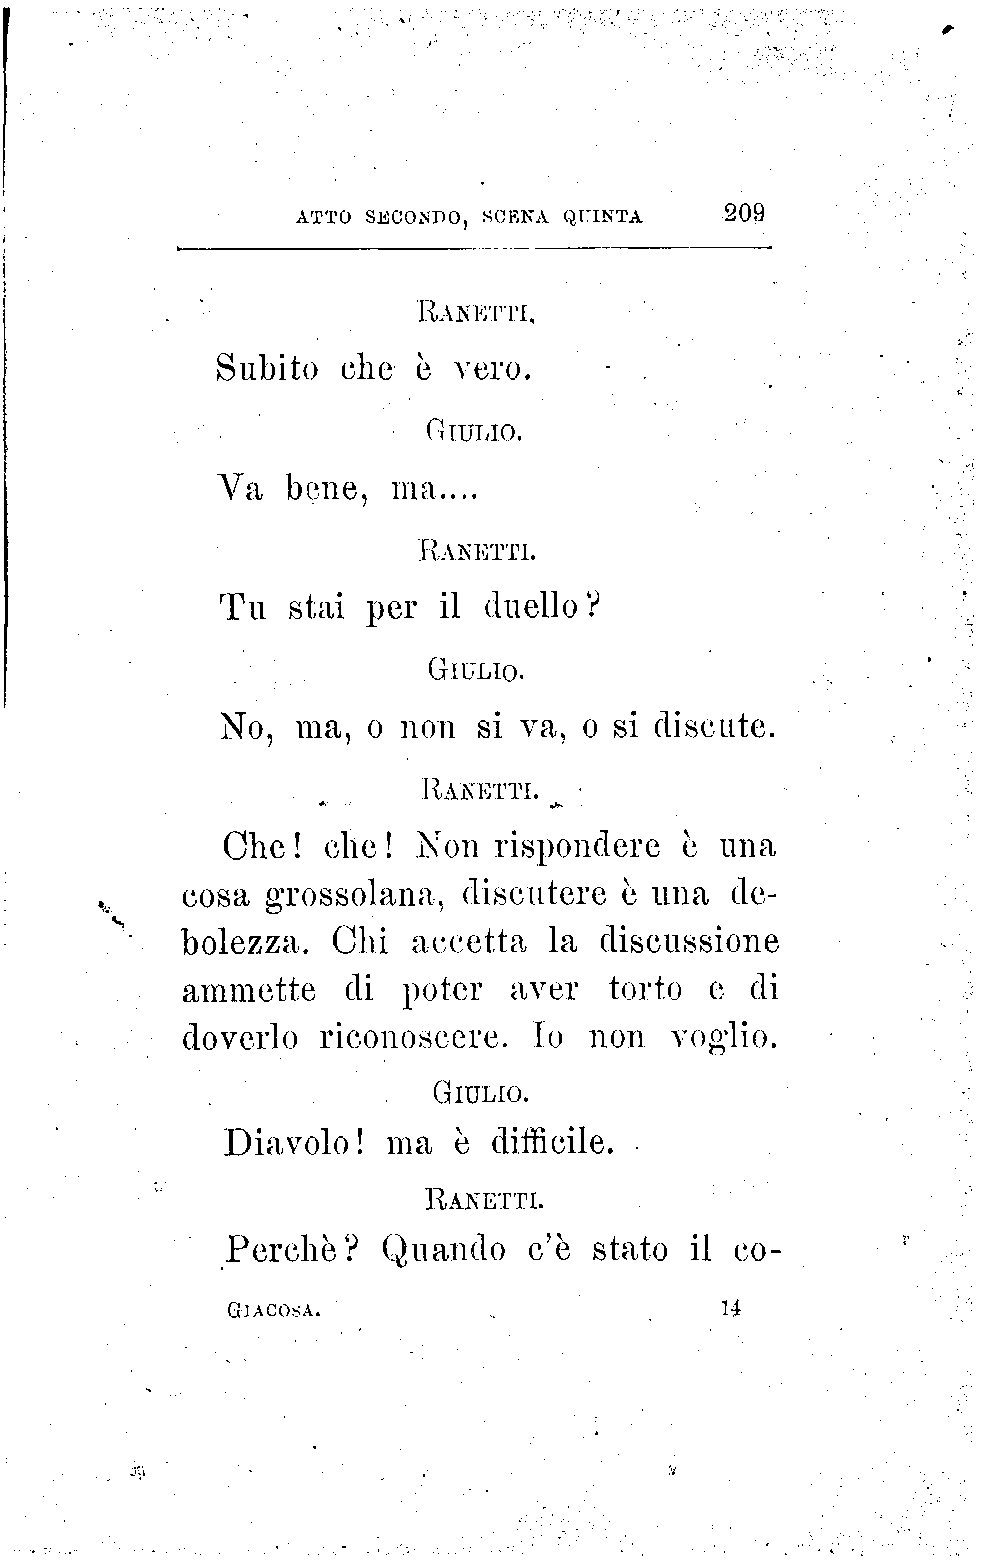 ATTO SECONDO, SCENA QUINTA 209
RANETTI.
Subito che è vero.
GIULIO.
Va bene, ma....
RANETTI.
Tu stai per il duello?
GIULIO.
No, ma, o non si va, o si discute.
RANETTI.
Che! che! Non rispondere è una
cosa grossolana, discutere è una de-
bolezza. Chi accetta la discussione
ammette di poter aver torto e di
doverlo riconoscere. Io non voglio.
GIULIO.
Diavolo! ma è difficile.
RANETTI.
Perchè? Quando c'è stato il co-
GIACOSA. 14